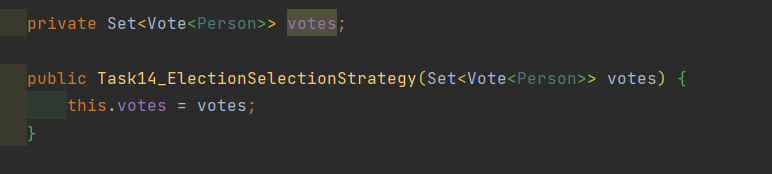 private Set<Vote<Person>> votes;
public Task14_ElectionSelectionStrategy(Set<Vote<Person>> votes) {
this.votes = votes;
}